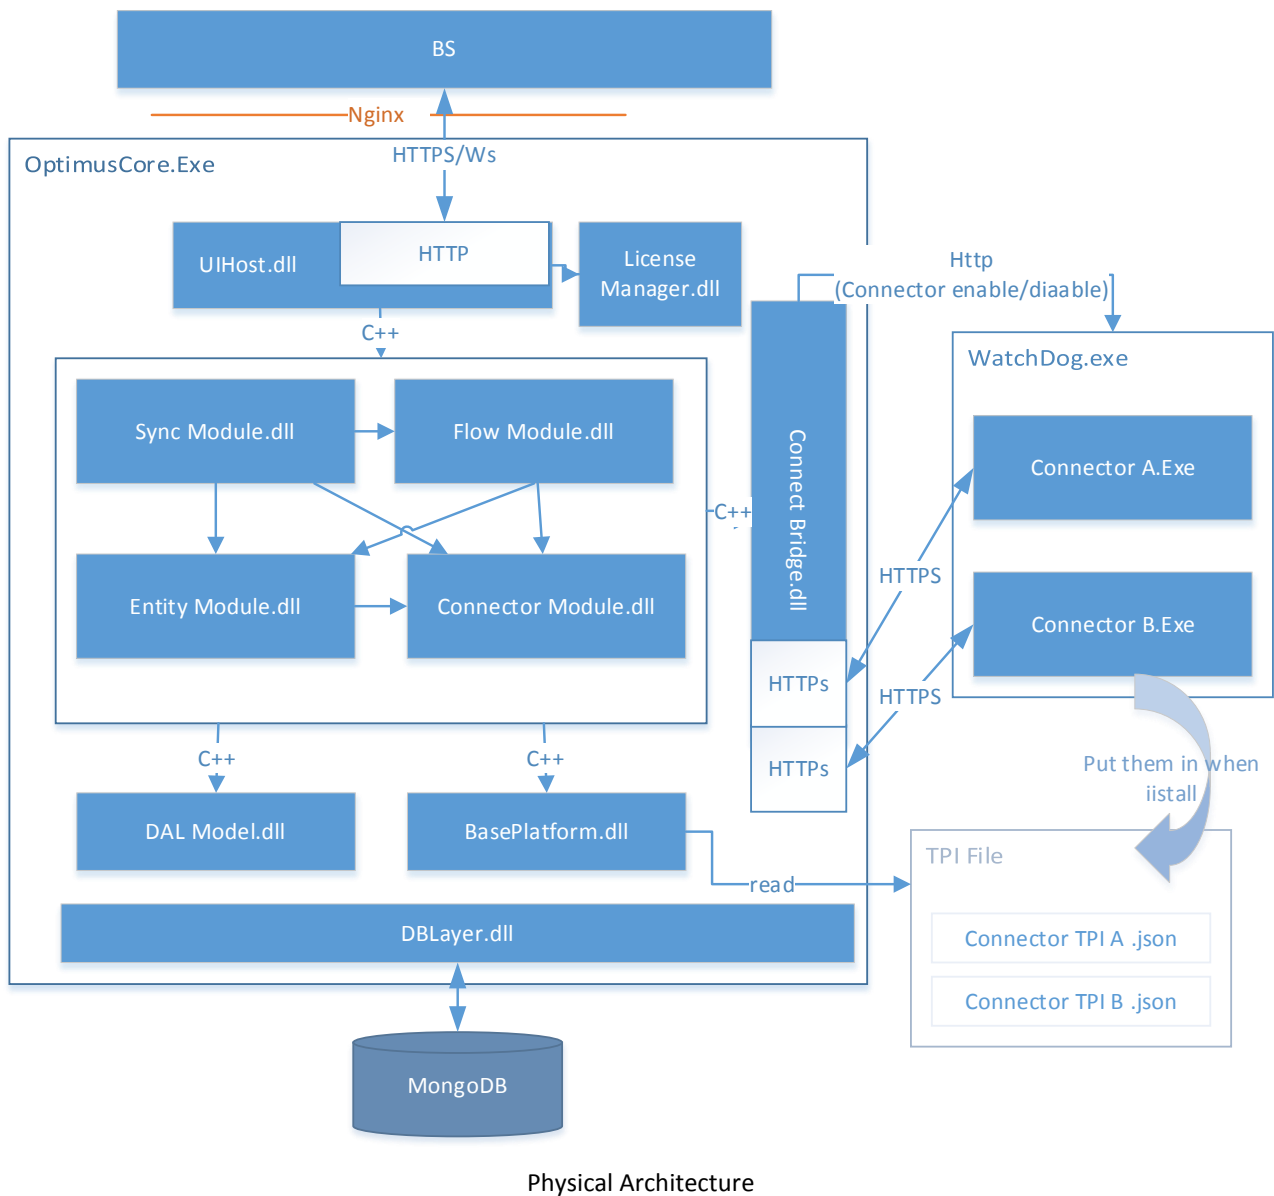 BS
Nginx
OptimusCore.Exe
HTTPS/Ws
UIHost.dll
HTTP
License
Manager.dll
Http
(Connector enable/diaable)
C++
WatchDog.exe
Sync Module.dll
Flow Module.dll
Connect Bridge.dll
Connector A.Exe
C++
HTTPS
Entity Module.dll
Connector Module.dll
Connector B.Exe
HTTPs
HTTPS
C++
C++
HTTPs
Put them in when
iistall
DAL Model.dll
BasePlatform.dll
TPI File
read
DBLayer.dll
Connector TPI A .json
Connector TPI B .json
MongoDB
Physical Architecture